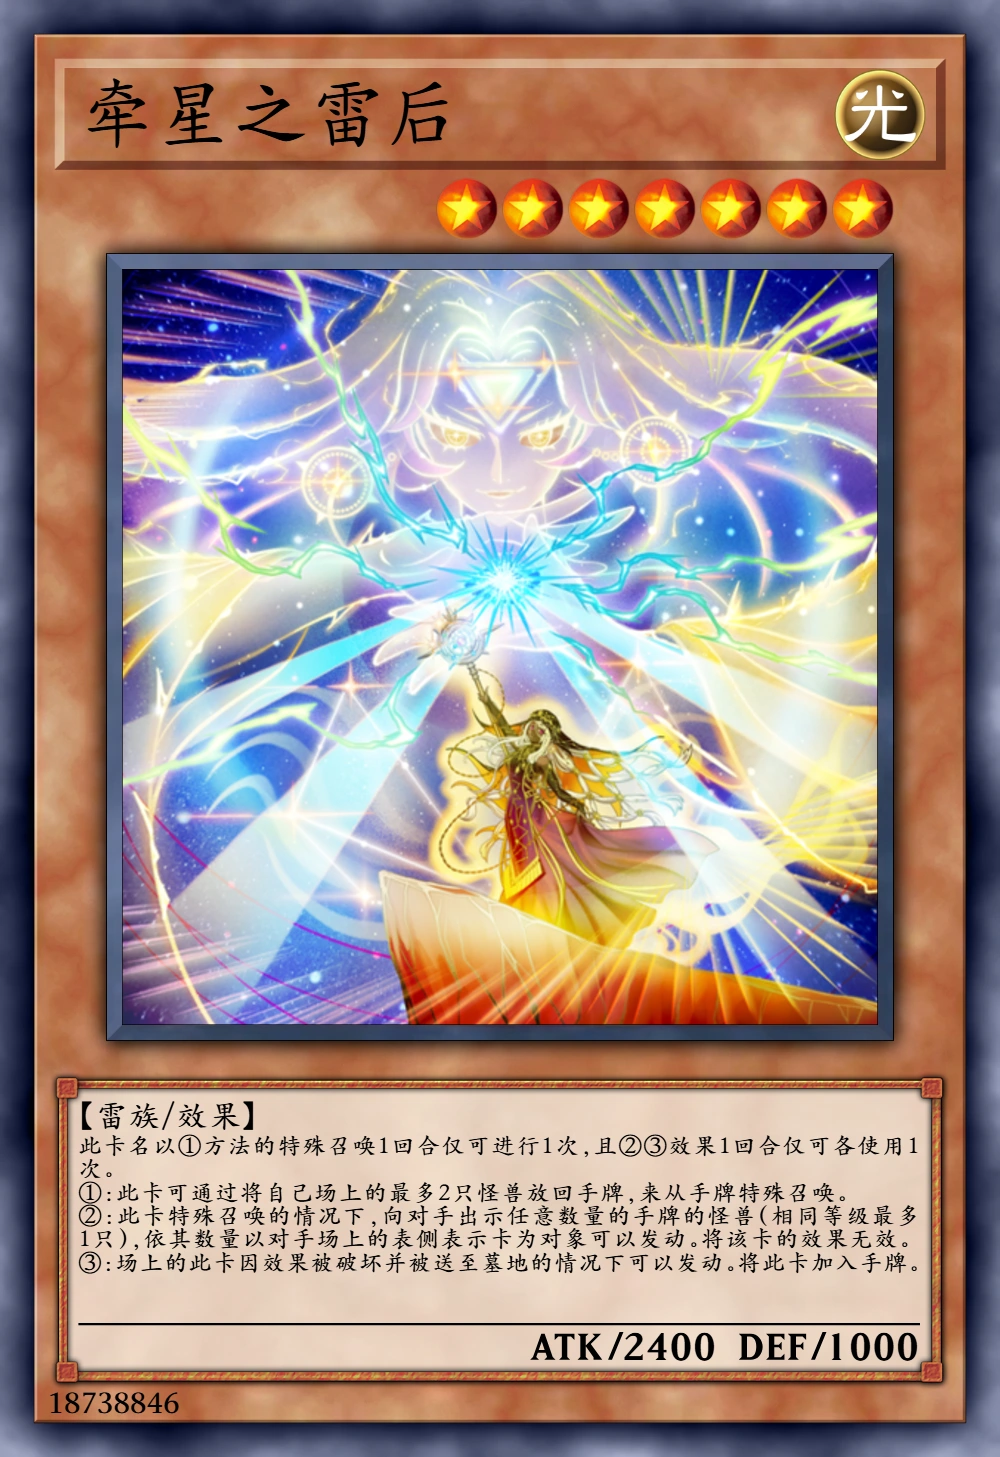 牵星之雷后
光
【雷族/效果】
此卡名以①方法的特殊召唤1回合仅可进行1次,且②③效果1回合仅可各使用1
次。
①:此卡可通过将自己场上的最多2只怪兽放回手牌,来从手牌特殊召唤。
②:此卡特殊召唤的情况下,向对手出示任意数量的手牌的怪兽(相同等级最多
1只),依其数量以对手场上的表侧表示卡为对象可以发动。将该卡的效果无效。
③:场上的此卡因效果被破坏并被送至墓地的情况下可以发动。将此卡加入手牌。
ATK/2400 DEF/1000
18738846